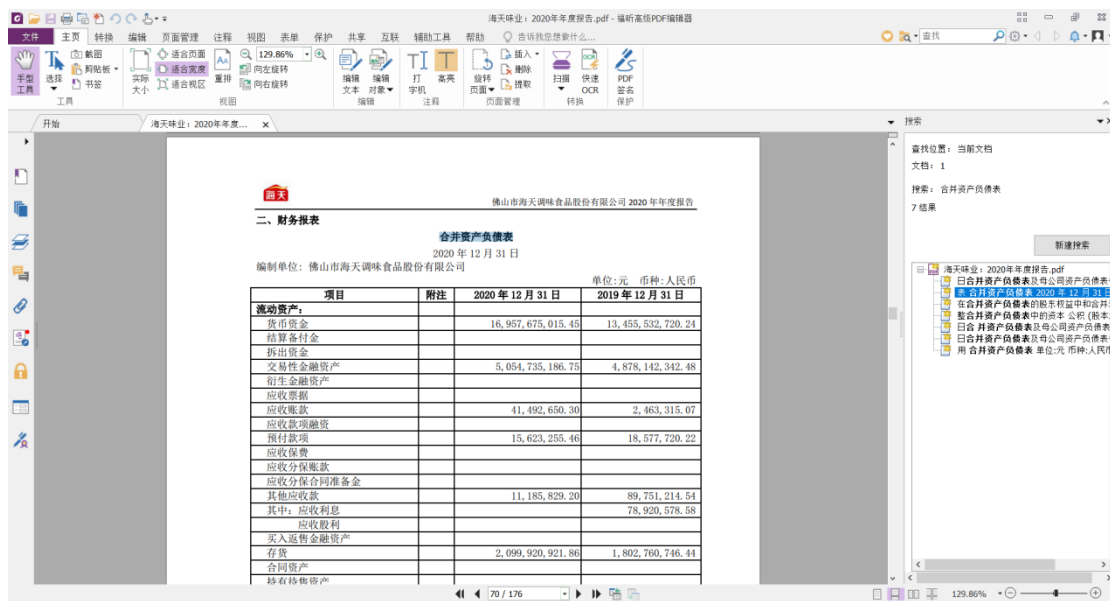 海天味业：2020年年度报告.pdf - 福昕高级PDF编辑器
文件 主页 转换 编辑 页面管理 注释 视图 表单 保护 共享 互联 辅助工具 帮助 告诉我您想做什么... 查找
手型工具 选择 截图 剪贴板 书签 实际大小 适合页面 适合宽度 适合视区 重排 129.86% 向左旋转 向右旋转 编辑文本 编辑对象 打字机 高亮 旋转页面 插入 删除 提取 扫描 快速OCR PDF签名
工具 视图 编辑 注释 页面管理 转换 保护
开始 海天味业：2020年年度... x
搜索
查找位置： 当前文档
文档： 1
搜索： 合并资产负债表
7 结果
新建搜索
海天味业：2020年年度报告.pdf
日合并资产负债表及母公司资产负债表
表 合并资产负债表 2020 年 12 月 31 日
在合并资产负债表的股东权益中和合并
整合并资产负债表中的资本 公积 (股本
日合 并资产负债表及母公司资产负债表
日合并资产负债表及母公司资产负债表
用 合并资产负债表 单位:元 币种:人民币
海天
佛山市海天调味食品股份有限公司 2020 年年度报告
二、财务报表
合并资产负债表
2020 年 12 月 31 日
编制单位: 佛山市海天调味食品股份有限公司
单位:元 币种:人民币
项目 附注 2020 年 12 月 31 日 2019 年 12 月 31 日
流动资产：
货币资金 16,957,675,015.45 13,455,532,720.24
结算备付金
拆出资金
交易性金融资产 5,054,735,186.75 4,878,142,342.48
衍生金融资产
应收票据
应收账款 41,492,650.30 2,463,315.07
应收款项融资
预付款项 15,623,255.46 18,577,720.22
应收保费
应收分保账款
应收分保合同准备金
其他应收款 11,185,829.20 89,751,214.54
其中：应收利息 78,920,578.58
应收股利
买入返售金融资产
存货 2,099,920,921.86 1,802,760,746.44
合同资产
持有待售资产
70 / 176
129.86%